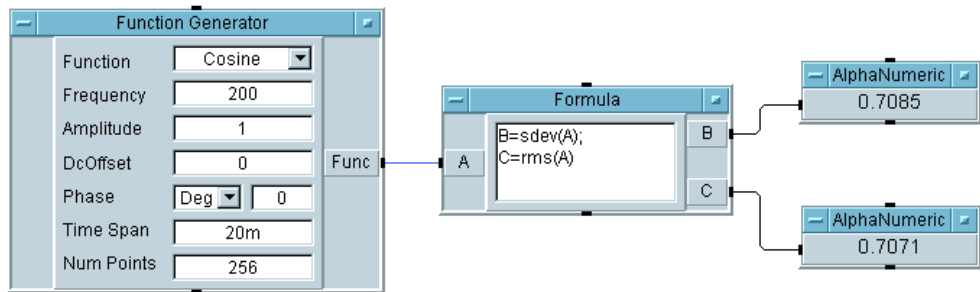 Function Generator
Function Cosine
Frequency 200
Amplitude 1
DcOffset 0
Phase Deg 0
Time Span 20m
Num Points 256
Func
Formula
A
B=sdev(A);
C=rms(A)
B
C
AlphaNumeric
0.7085
AlphaNumeric
0.7071